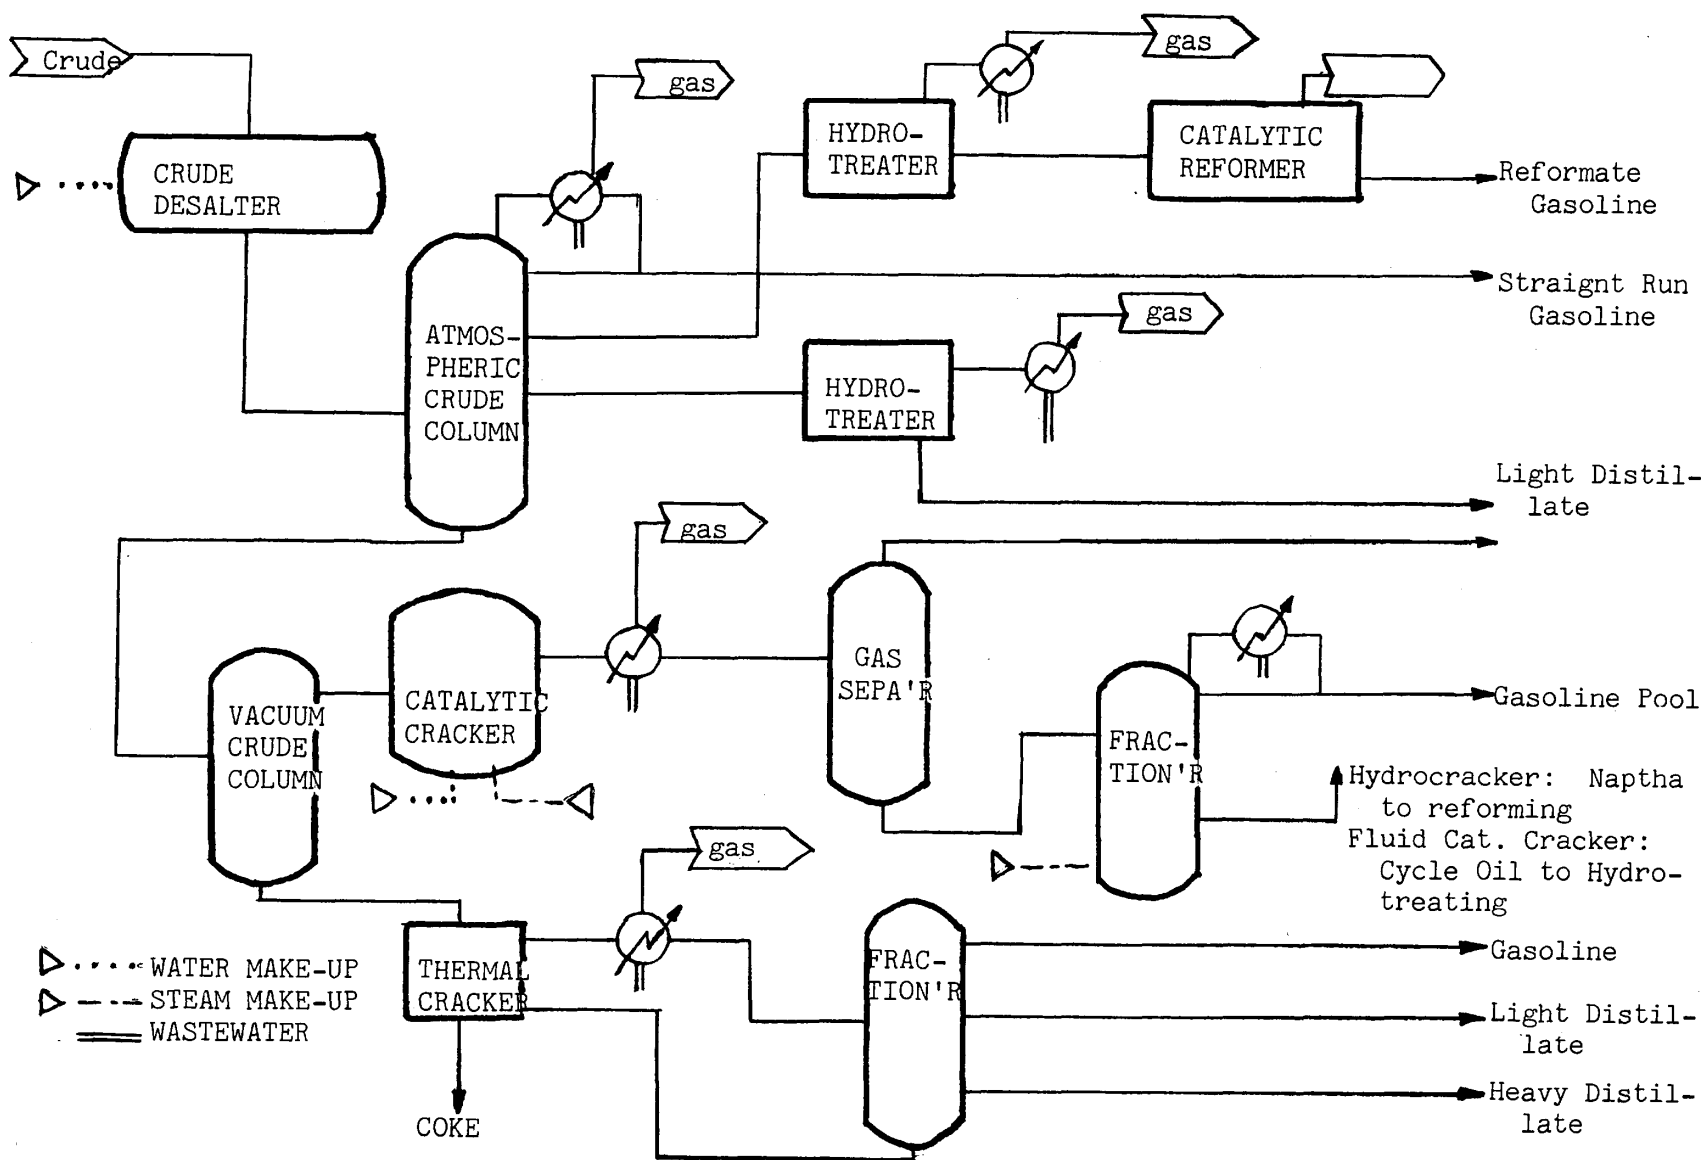 Crude
gas
gas
CRUDE
DESALTER
HYDRO-
TREATER
CATALYTIC
REFORMER
Reformate
Gasoline
Straignt Run
Gasoline
gas
ATMOS-
PHERIC
CRUDE
COLUMN
HYDRO-
TREATER
Light Distil-
late
gas
GAS
SEPA'R
VACUUM
CRUDE
COLUMN
CATALYTIC
CRACKER
Gasoline Pool
FRAC-
TION'R
Hydrocracker: Naptha
to reforming
Fluid Cat. Cracker:
Cycle Oil to Hydro-
treating
gas
WATER MAKE-UP
STEAM MAKE-UP
WASTEWATER
THERMAL
CRACKER
FRAC-
TION'R
Gasoline
Light Distil-
late
Heavy Distil-
late
COKE